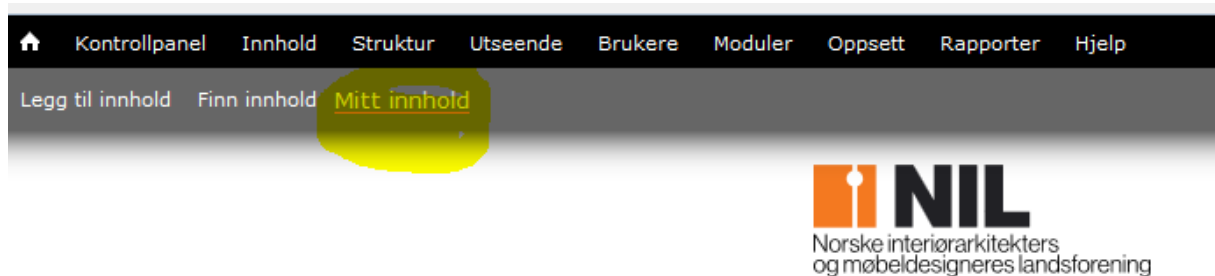 Kontrollpanel Innhold Struktur Utseende Brukere Moduler Oppsett Rapporter Hjelp
Legg til innhold Finn innhold Mitt innhold
NIL
Norske interiørarkitekters
og møbeldesigneres landsforening